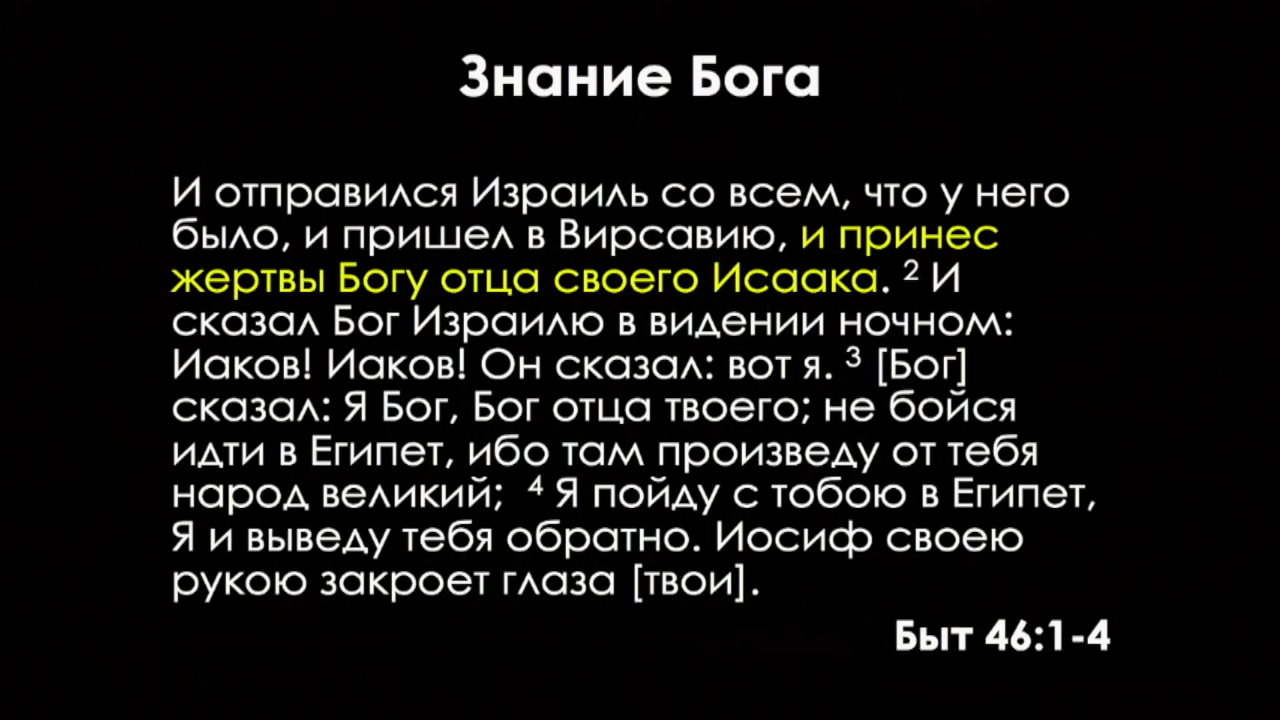 Знание Бога
И отправился Израиль со всем, что у него
было, и пришел в Вирсавию, и принес
жертвы Богу отца своего Исаака. ² И
сказал Бог Израилю в видении ночном:
Иаков! Иаков! Он сказал: вот я. ³ [Бог]
сказал: Я Бог, Бог отца твоего; не бойся
идти в Египет, ибо там произведу от тебя
народ великий; ⁴ Я пойду с тобою в Египет,
Я и выведу тебя обратно. Иосиф своею
рукою закроет глаза [твои].
Быт 46:1-4